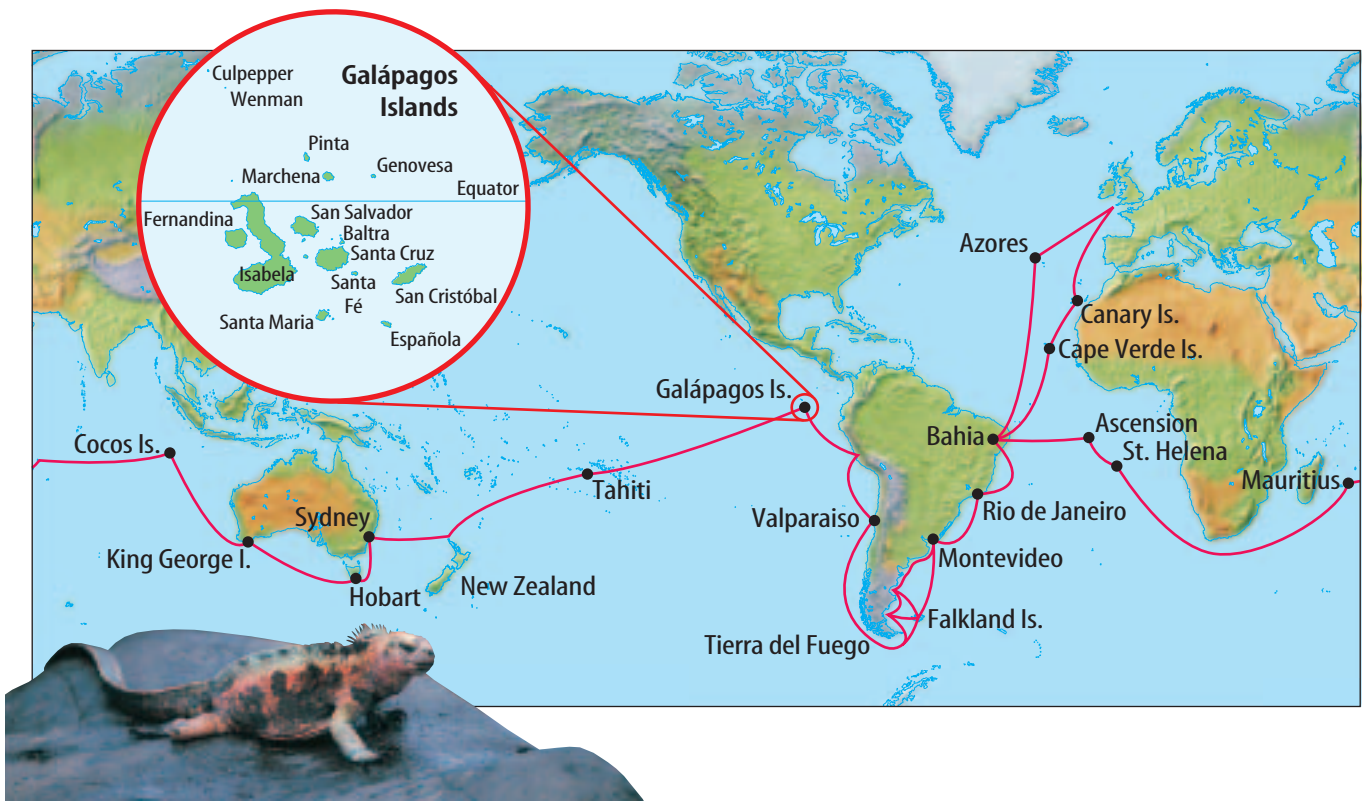 Culpepper
Wenman
Galápagos
Islands
Pinta
Marchena
Genovesa
Equator
Fernandina
San Salvador
Baltra
Santa Cruz
Isabela
Santa
Fé
San Cristóbal
Santa Maria
Española
Azores
Canary Is.
Cape Verde Is.
Galápagos Is.
Bahia
Ascension
St. Helena
Mauritius
Cocos Is.
Tahiti
Sydney
Valparaiso
Rio de Janeiro
King George I.
Montevideo
Hobart
New Zealand
Falkland Is.
Tierra del Fuego